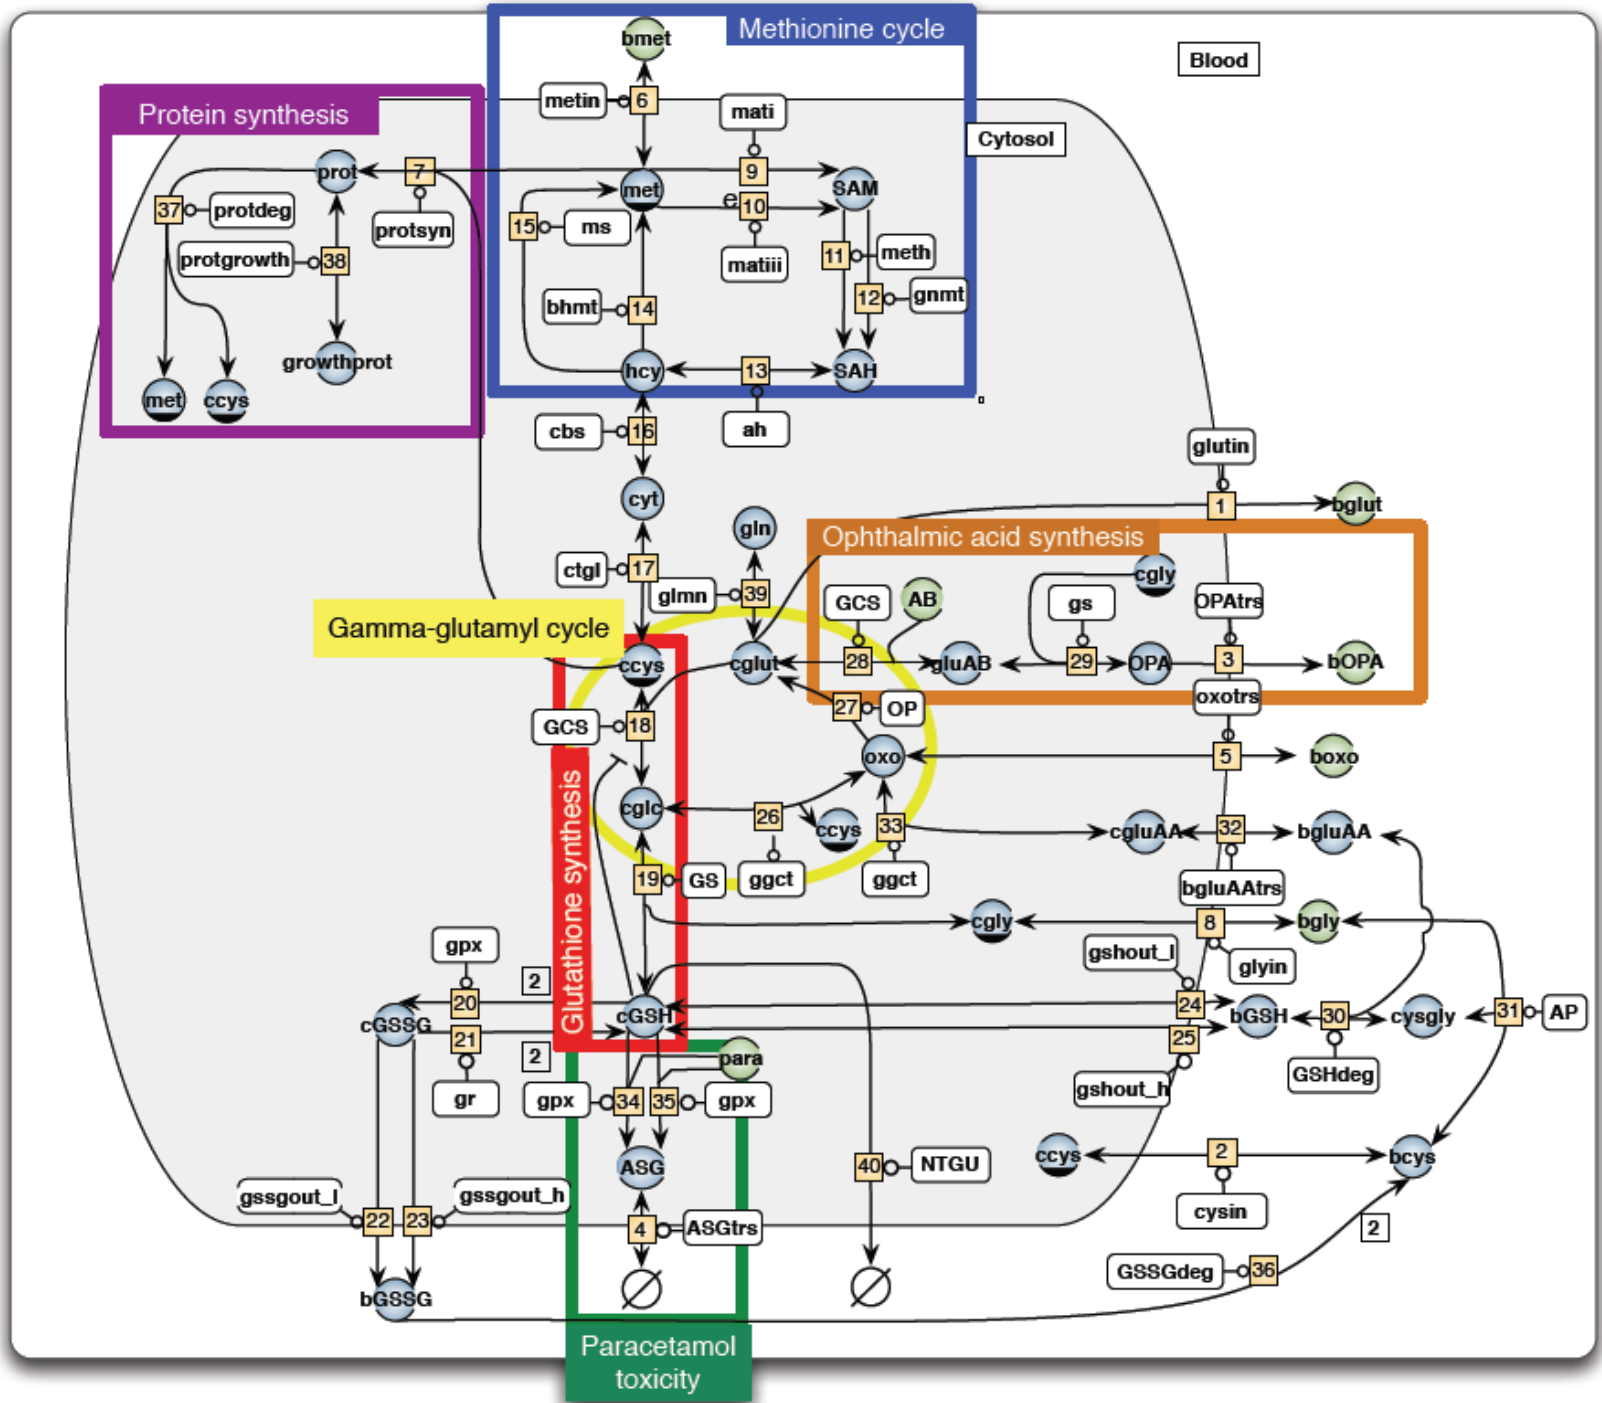 bmet
Methionine cycle
Blood
metin
6
mati
Protein synthesis
Cytosol
prot
7
9
met
SAM
e
10
37
protdeg
protsyn
15
ms
11
meth
protgrowth
38
matiii
12
gnmt
bhmt
14
growthprot
hcy
13
SAH
met
ccys
cbs
16
ah
glutin
cyt
1
bglut
gln
Ophthalmic acid synthesis
ctgl
17
cgly
glmn
39
GCS
AB
gs
OPAtrs
Gamma-glutamyl cycle
ccys
cglut
28
gluAB
29
OPA
3
bOPA
oxotrs
27
OP
GCS
18
oxo
5
boxo
Glutathione synthesis
cglc
26
ccys
33
cgluAA
32
bgluAA
19
GS
ggct
ggct
bgluAAtrs
cgly
8
bgly
gpx
gshout_l
glyin
2
20
24
cGSSG
cGSH
bGSH
30
cysgly
31
AP
21
25
2
para
GSHdeg
gr
gpx
34
35
gpx
gshout_h
ASG
40
NTGU
ccys
2
bcys
gssgout_l
gssgout_h
cysin
22
23
4
ASGtrs
2
GSSGdeg
36
bGSSG
Paracetamol
toxicity